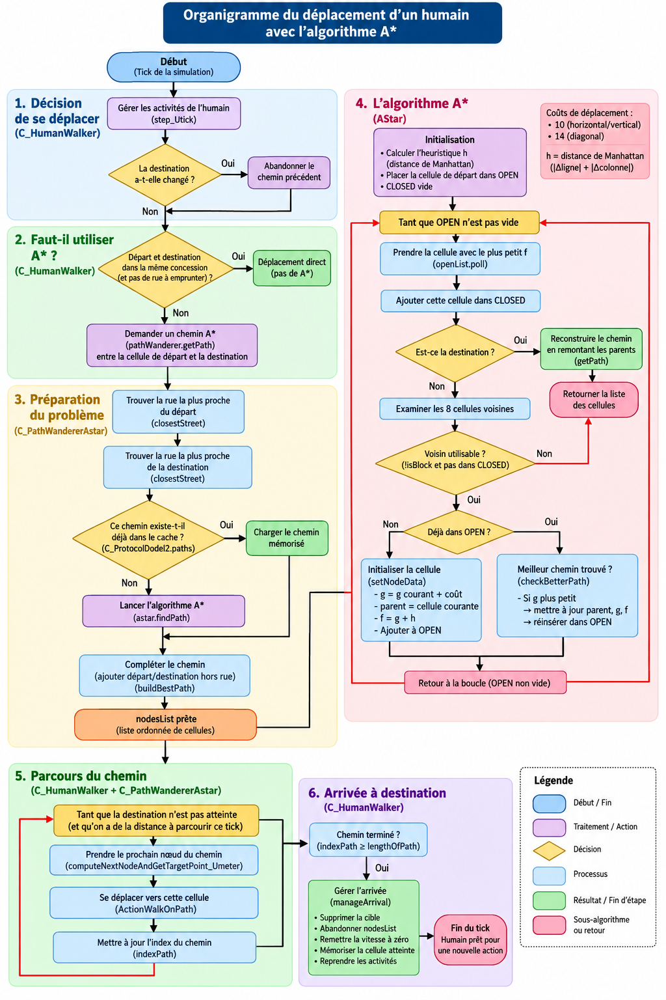 Organigramme du déplacement d'un humain
avec l'algorithme A*
Début
(Tick de la simulation)
1. Décision
de se déplacer
(C_HumanWalker)
Gérer les activités de l'humain
(step_Utick)
La destination
a-t-elle changé ?
Oui
Abandonner le
chemin précédent
Non
2. Faut-il utiliser
A* ?
(C_HumanWalker)
Départ et destination
dans la même concession
(et pas de rue à emprunter) ?
Oui
Déplacement direct
(pas de A*)
Non
Demander un chemin A*
(pathWanderer.getPath)
entre la cellule de départ et la destination
3. Préparation
du problème
(C_PathWandererAstar)
Trouver la rue la plus proche
du départ
(closestStreet)
Trouver la rue la plus proche
de la destination
(closestStreet)
Ce chemin existe-t-il
déjà dans le cache ?
(C_ProtocolDodel2.paths)
Oui
Charger le chemin
mémorisé
Non
Lancer l'algorithme A*
(astar.findPath)
Compléter le chemin
(ajouter départ/destination hors rue)
(buildBestPath)
nodesList prête
(liste ordonnée de cellules)
4. L'algorithme A*
(AStar)
Coûts de déplacement :
• 10 (horizontal/vertical)
• 14 (diagonal)
h = distance de Manhattan
(|Δligne| + |Δcolonne|)
Initialisation
• Calculer l'heuristique h
(distance de Manhattan)
• Placer la cellule de départ dans OPEN
• CLOSED vide
Tant que OPEN n'est pas vide
Prendre la cellule avec le plus petit f
(openList.poll)
Ajouter cette cellule dans CLOSED
Est-ce la destination ?
Oui
Reconstruire le chemin
en remontant les parents
(getPath)
Non
Retourner la liste
des cellules
Examiner les 8 cellules voisines
Voisin utilisable ?
(!isBlock et pas dans CLOSED)
Non
Oui
Déjà dans OPEN ?
Non
Oui
Initialiser la cellule
(setNodeData)
- g = g courant + coût
- parent = cellule courante
- f = g + h
- Ajouter à OPEN
Meilleur chemin trouvé ?
(checkBetterPath)
- Si g plus petit
→ mettre à jour parent, g, f
→ réinsérer dans OPEN
Retour à la boucle (OPEN non vide)
5. Parcours du chemin
(C_HumanWalker + C_PathWandererAstar)
Tant que la destination n'est pas atteinte
(et qu'on a de la distance à parcourir ce tick)
Prendre le prochain nœud du chemin
(computeNextNodeAndGetTargetPoint_Umeter)
Se déplacer vers cette cellule
(ActionWalkOnPath)
Mettre à jour l'index du chemin
(indexPath)
6. Arrivée à destination
(C_HumanWalker)
Chemin terminé ?
(indexPath ≥ lengthOfPath)
Oui
Gérer l'arrivée
(manageArrival)
• Supprimer la cible
• Abandonner nodesList
• Remettre la vitesse à zéro
• Mémoriser la cellule atteinte
• Reprendre les activités
Fin du tick
Humain prêt pour
une nouvelle action
Légende
Début / Fin
Traitement / Action
Décision
Processus
Résultat / Fin d'étape
Sous-algorithme
ou retour